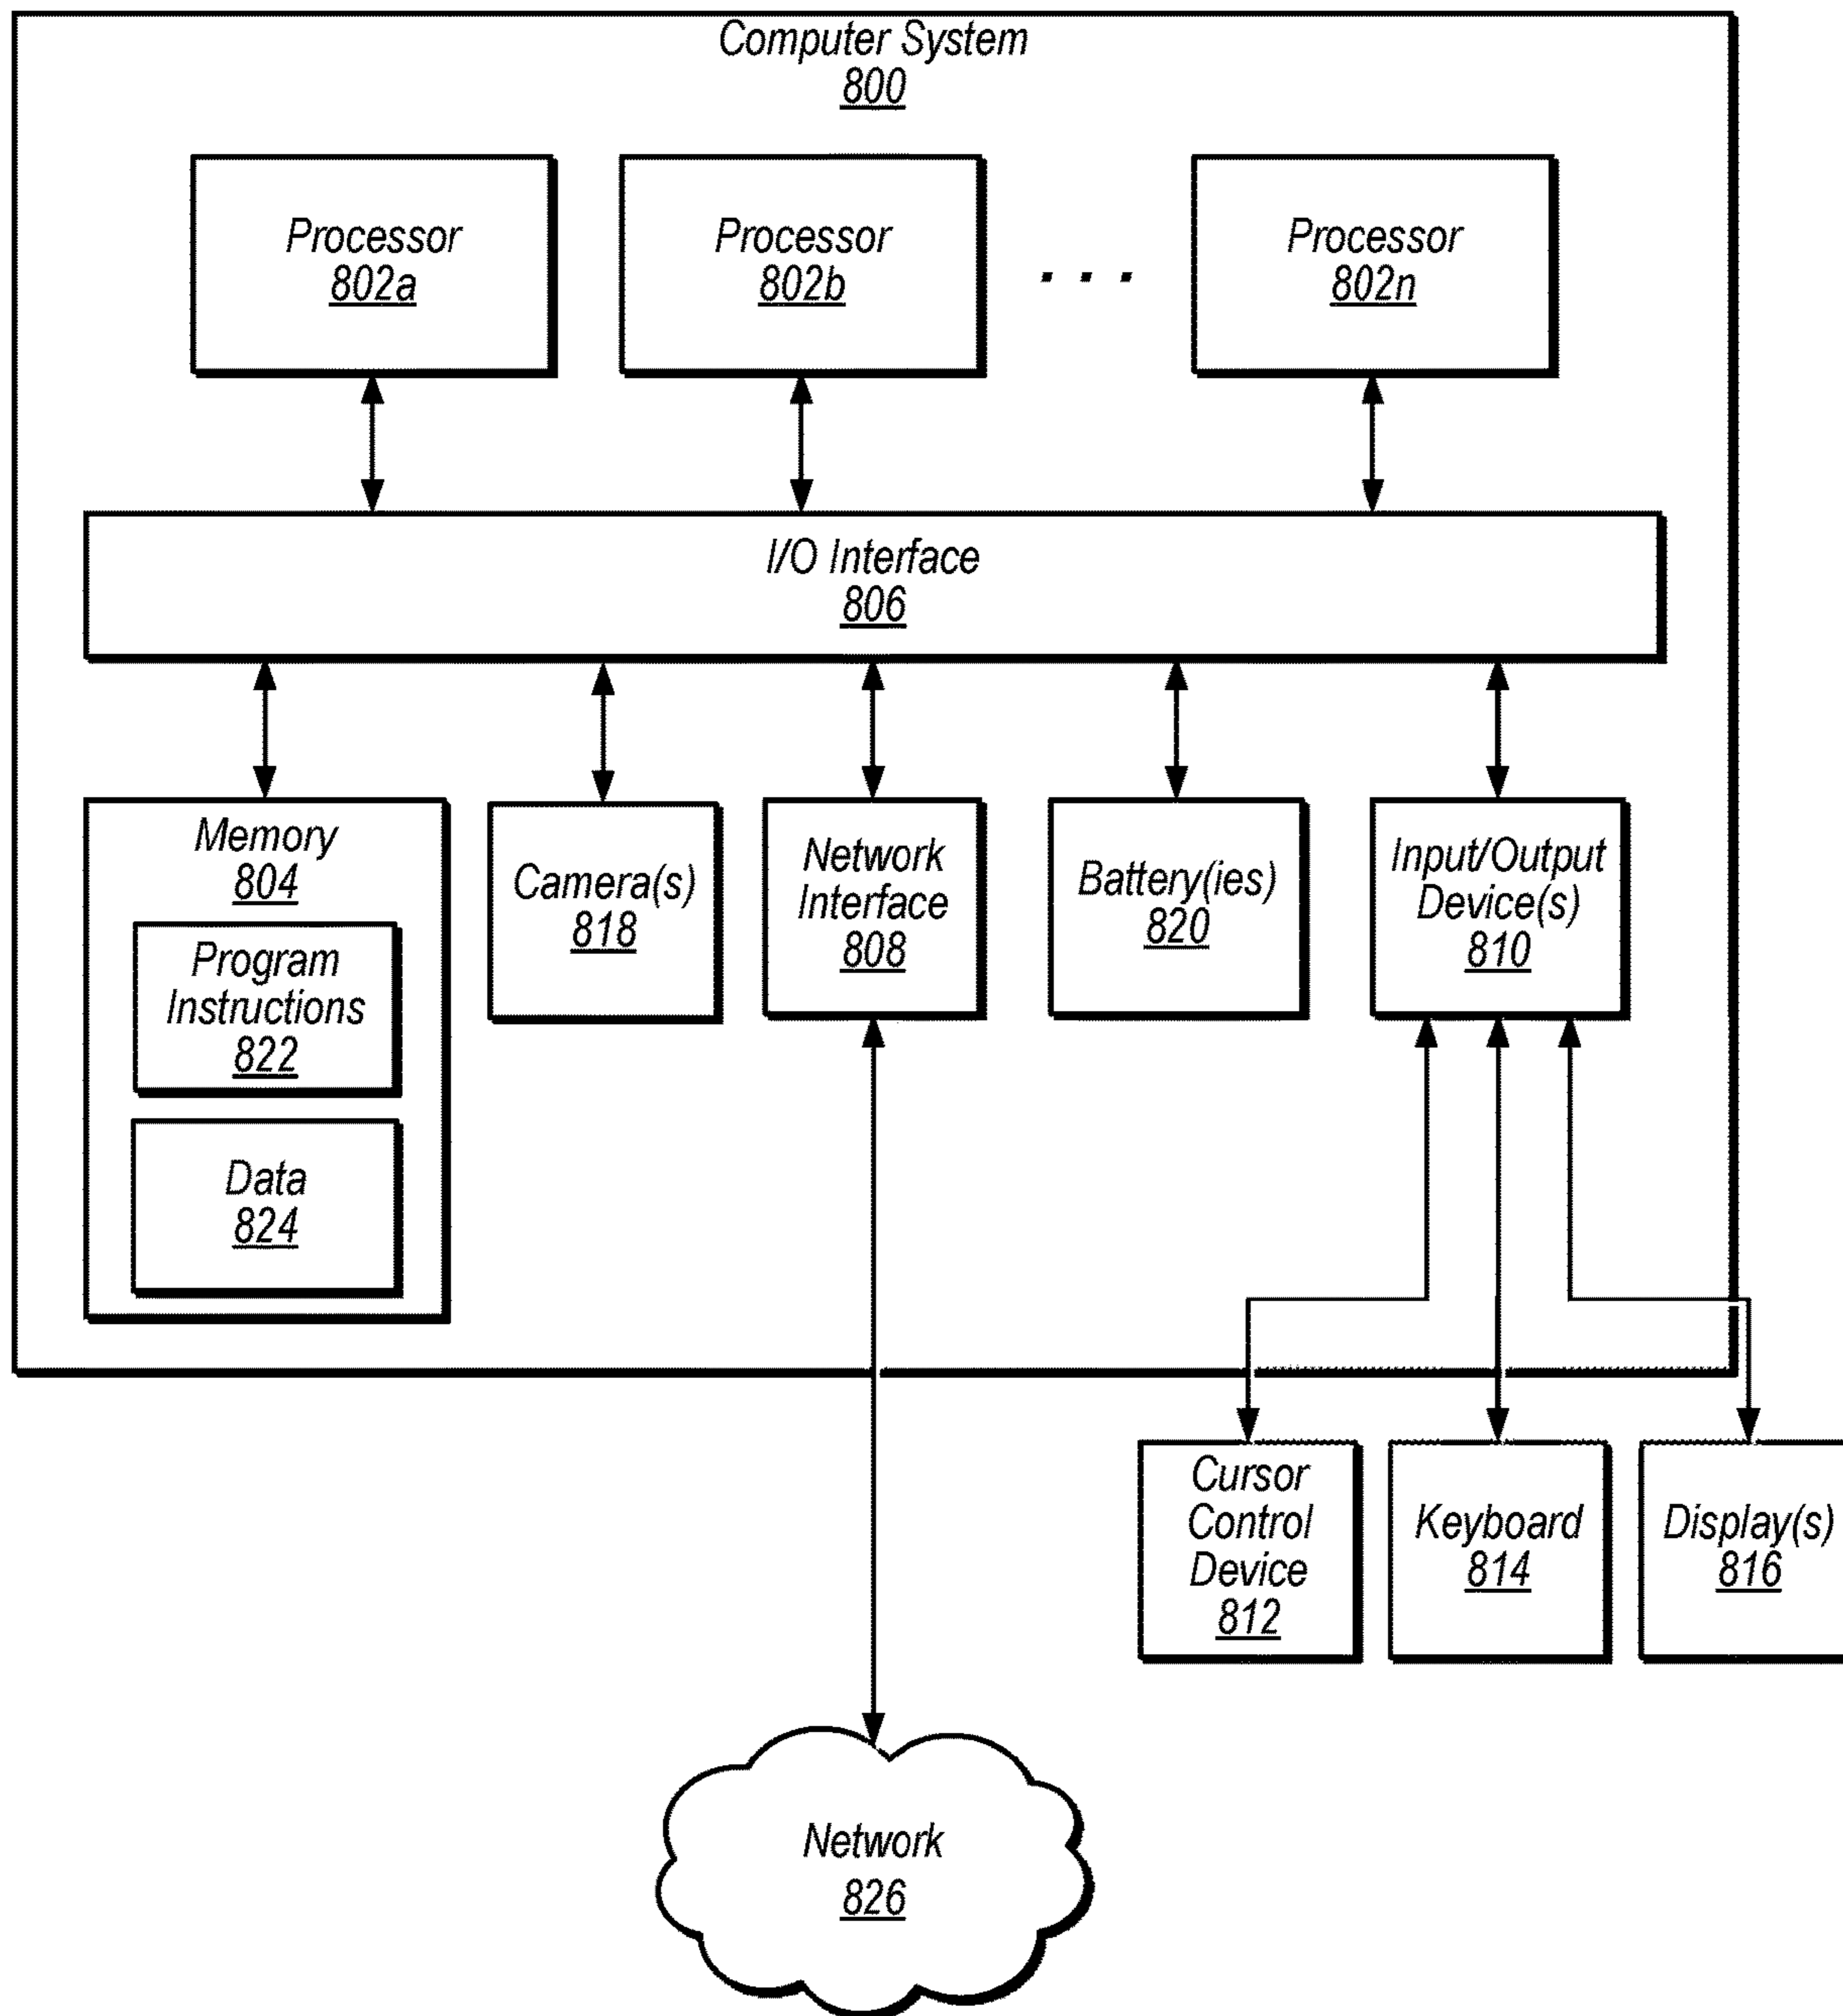 Computer System
800
Processor
802a
Processor
802b
. . .
Processor
802n
I/O Interface
806
Memory
804
Program
Instructions
822
Data
824
Camera(s)
818
Network
Interface
808
Battery(ies)
820
Input/Output
Device(s)
810
Cursor
Control
Device
812
Keyboard
814
Display(s)
816
Network
826